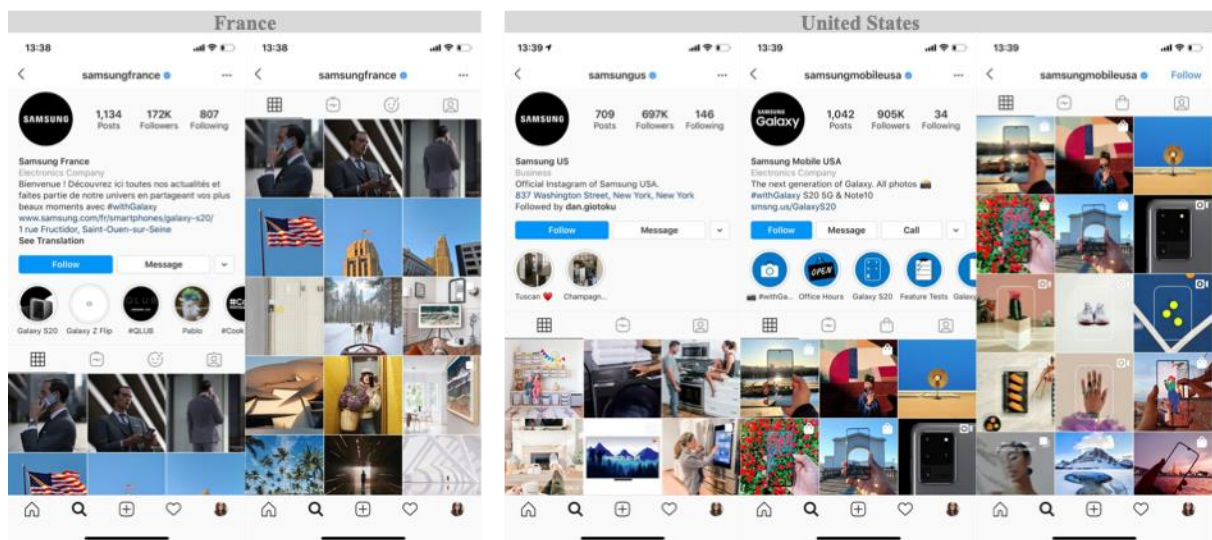 France
United States
13:38
samsungfrance
SAMSUNG
1,134 172K 807
Posts Followers Following
Samsung France
Electronics Company
Bienvenue ! Découvrez ici toutes nos actualités et
faites partie de notre univers en partageant vos plus
beaux moments avec #withGalaxy
www.samsung.com/fr/smartphones/galaxy-s20/
1 rue Fructidor, Saint-Ouen-sur-Seine
See Translation
Follow Message
Galaxy S20 Galaxy Z Flip #QLUB Pablo #Cook
13:38
samsungfrance
13:39
samsungus
SAMSUNG
709 697K 146
Posts Followers Following
Samsung US
Business
Official Instagram of Samsung USA.
837 Washington Street, New York, New York
Followed by dan.giotoku
Follow Message
Tuscan Champagn...
13:39
samsungmobileusa
SAMSUNG
Galaxy
1,042 905K 34
Posts Followers Following
Samsung Mobile USA
Electronics Company
The next generation of Galaxy. All photos
#withGalaxy S20 5G & Note10
smsng.us/GalaxyS20
Follow Message Call
OPEN
#withGa... Office Hours Galaxy S20 Feature Tests Galaxy
13:39
samsungmobileusa Follow